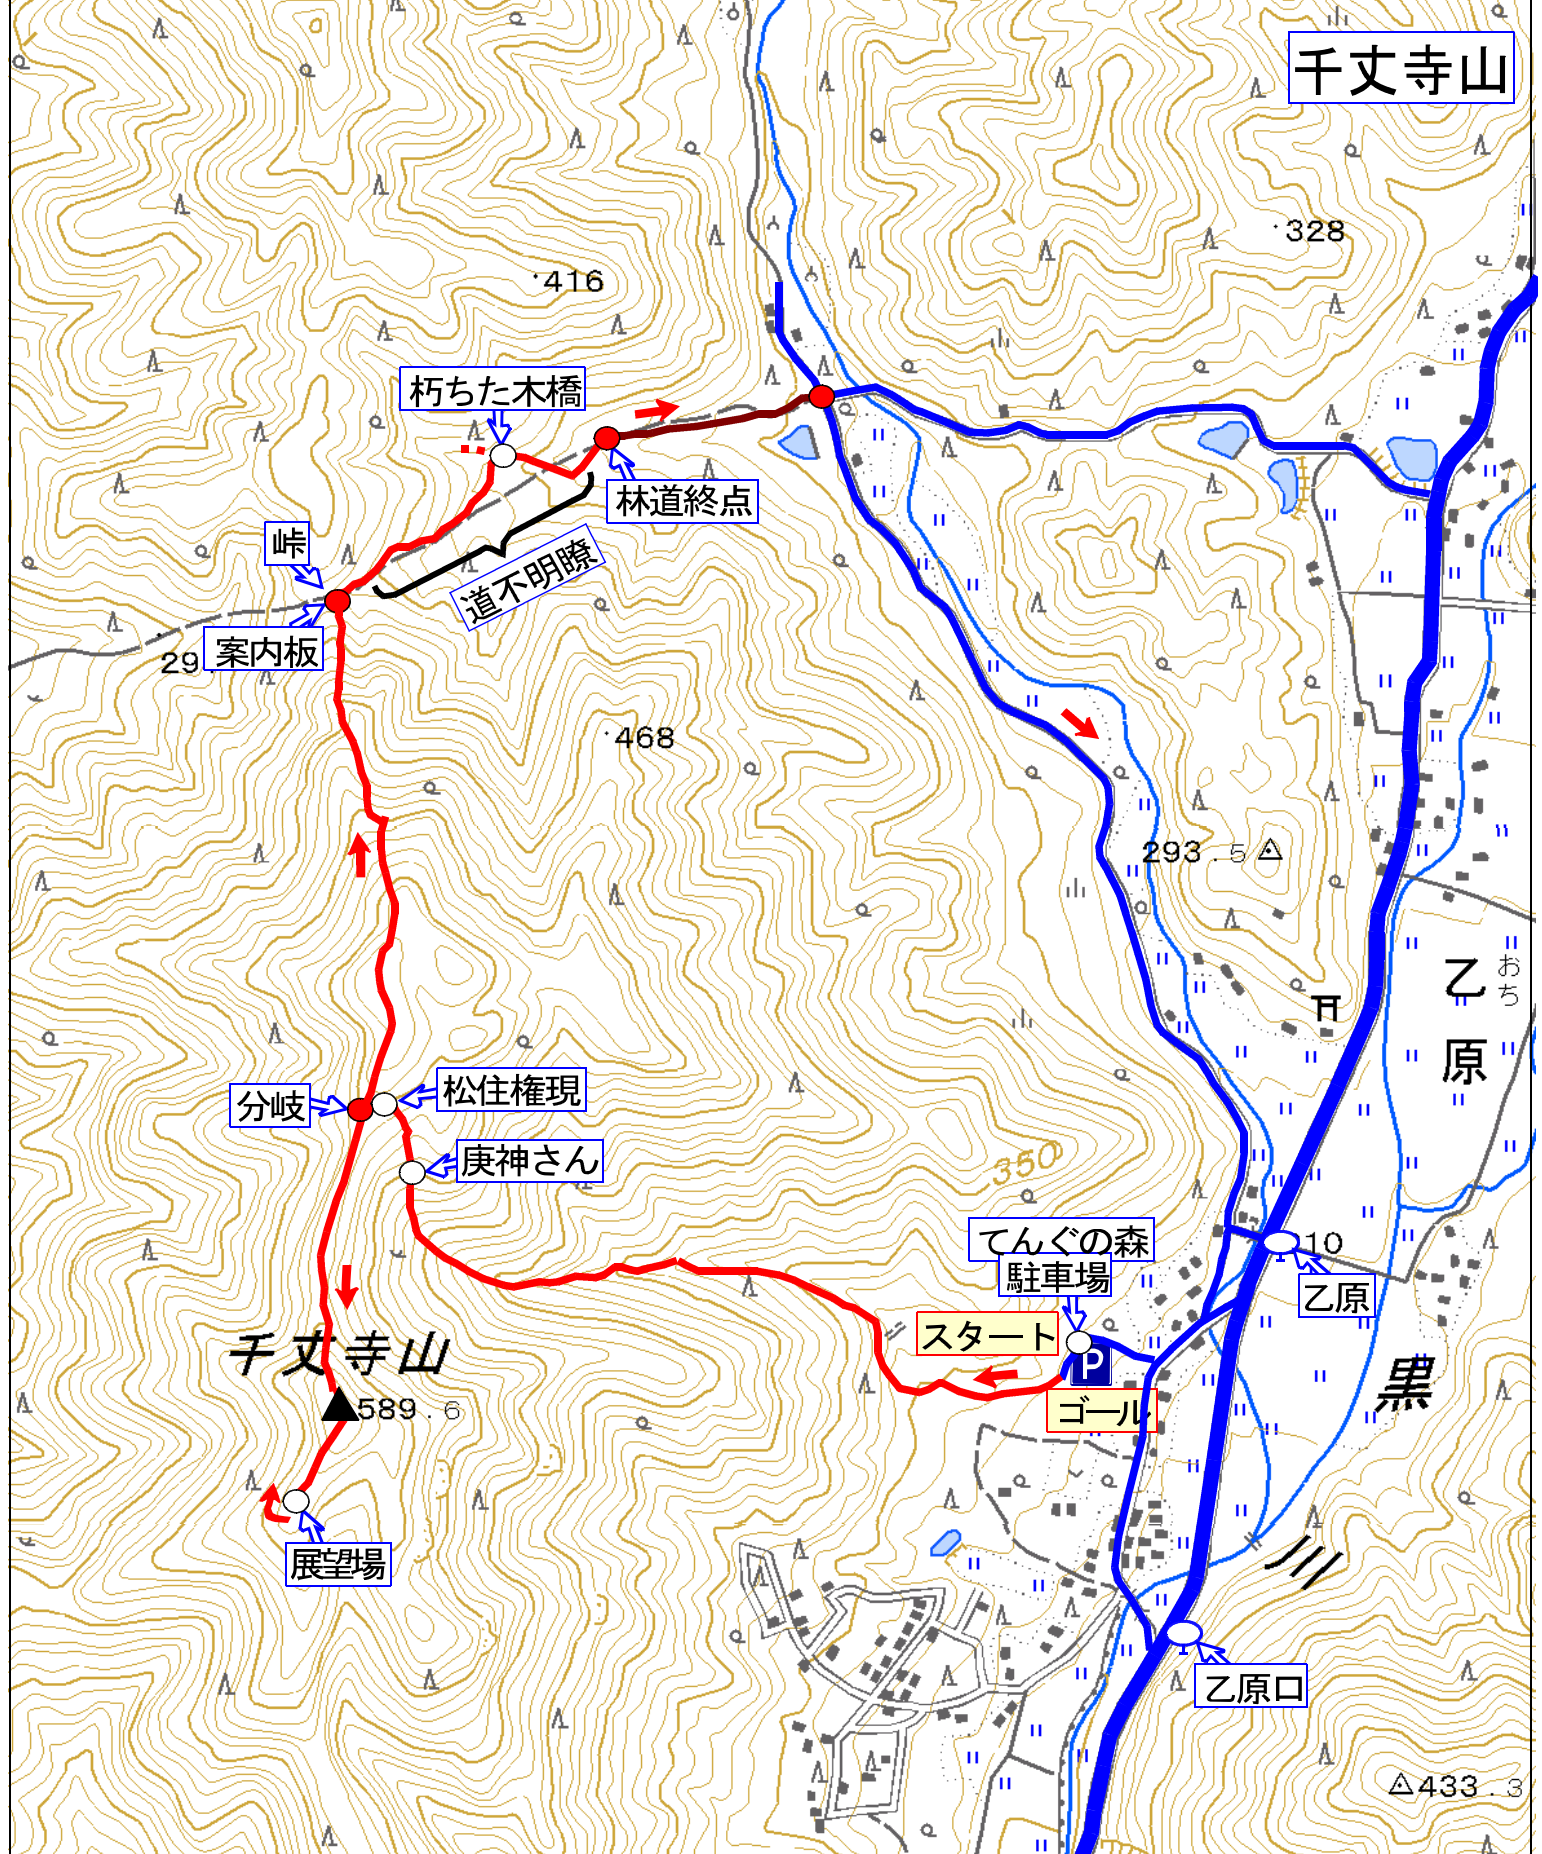 千丈寺山
328
416
朽ちた木橋
林道終点
峠
道不明瞭
案内板
29
468
293.5
乙原
おち
松住権現
分岐
庚神さん
350
てんぐの森
駐車場
10
乙原
スタート
P
ゴール
千丈寺山
589.6
黒
川
展望場
乙原口
433.3